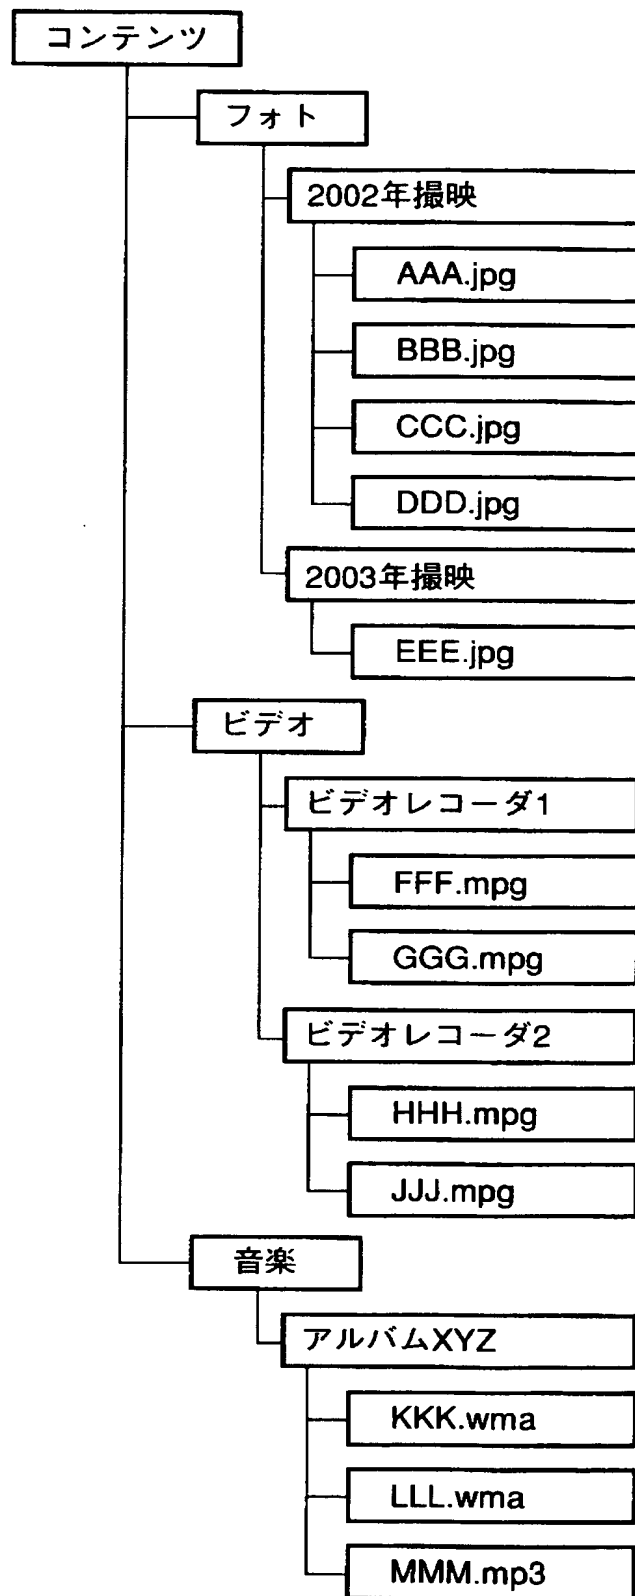 コンテンツ
フォト
2002年撮映
AAA.jpg
BBB.jpg
CCC.jpg
DDD.jpg
2003年撮映
EEE.jpg
ビデオ
ビデオレコーダ1
FFF.mpg
GGG.mpg
ビデオレコーダ2
HHH.mpg
JJJ.mpg
音楽
アルバムXYZ
KKK.wma
LLL.wma
MMM.mp3